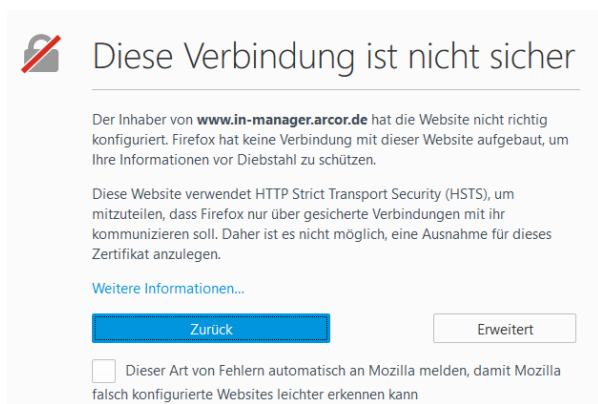 Diese Verbindung ist nicht sicher
Der Inhaber von www.in-manager.arcor.de hat die Website nicht richtig
konfiguriert. Firefox hat keine Verbindung mit dieser Website aufgebaut, um
Ihre Informationen vor Diebstahl zu schützen.
Diese Website verwendet HTTP Strict Transport Security (HSTS), um
mitzuteilen, dass Firefox nur über gesicherte Verbindungen mit ihr
kommunizieren soll. Daher ist es nicht möglich, eine Ausnahme für dieses
Zertifikat anzulegen.
Weitere Informationen...
Zurück
Erweitert
Dieser Art von Fehlern automatisch an Mozilla melden, damit Mozilla
falsch konfigurierte Websites leichter erkennen kann